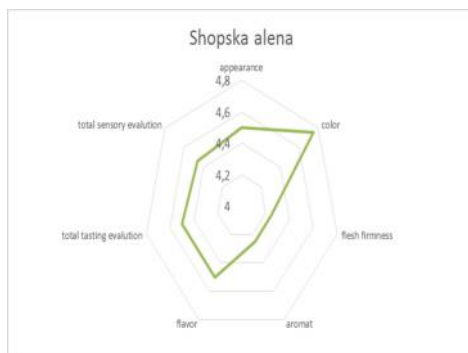 Shopska alena
appearance
4,8
4,6
4,4
4,2
4
color
flesh firmness
aromat
flavor
total tasting evalution
total sensory evalution